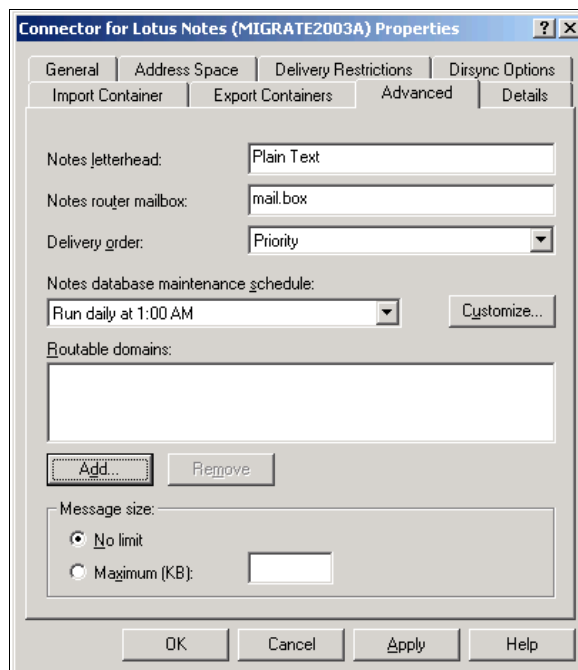 Connector for Lotus Notes (MIGRATE2003A) Properties
General Address Space Delivery Restrictions Dirsync Options
Import Container Export Containers Advanced Details
Notes letterhead: Plain Text
Notes router mailbox: mail.box
Delivery order: Priority
Notes database maintenance schedule:
Run daily at 1:00 AM Customize...
Routable domains:
Add... Remove
Message size:
No limit
Maximum (KB):
OK Cancel Apply Help